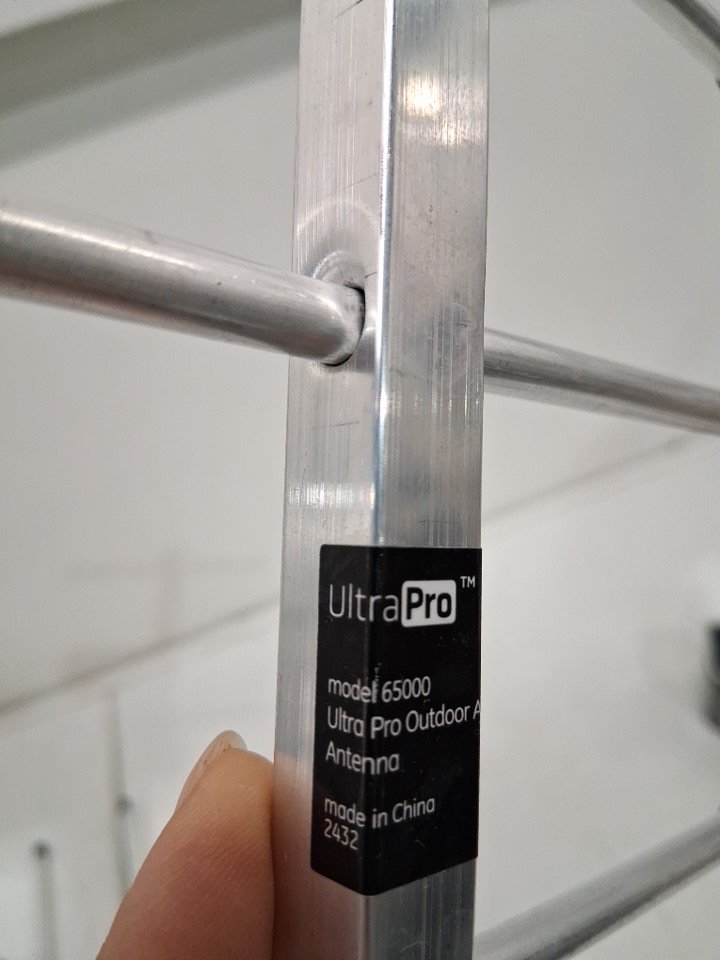 UltraPro™
model 65000
Ultra Pro Outdoor A
Antenna
made in China
2432